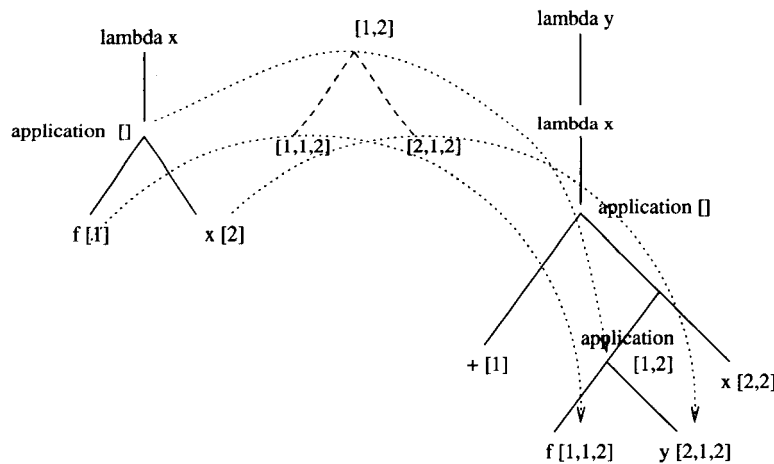 [1,2]
lambda x
lambda y
application []
[1,1,2]
[2,1,2]
lambda x
f [1]
x [2]
application []
+ [1]
application
[1,2]
x [2,2]
f [1,1,2]
y [2,1,2]